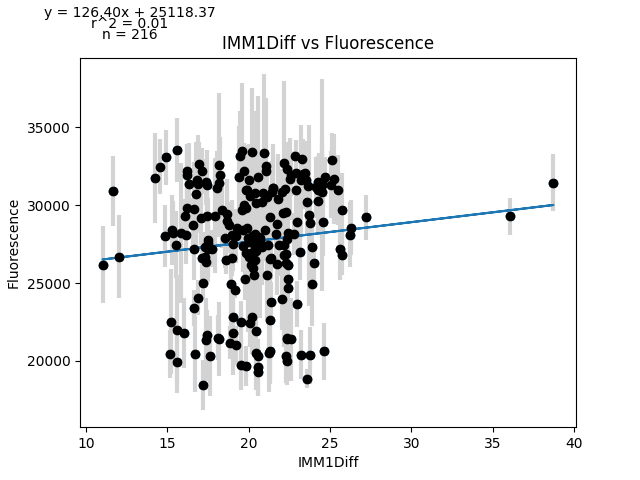 y = 126.40x + 25118.37
r^2 = 0.01
n = 216
IMM1Diff vs Fluorescence
35000
30000
25000
20000
Fluorescence
10 15 20 25 30 35 40
IMM1Diff